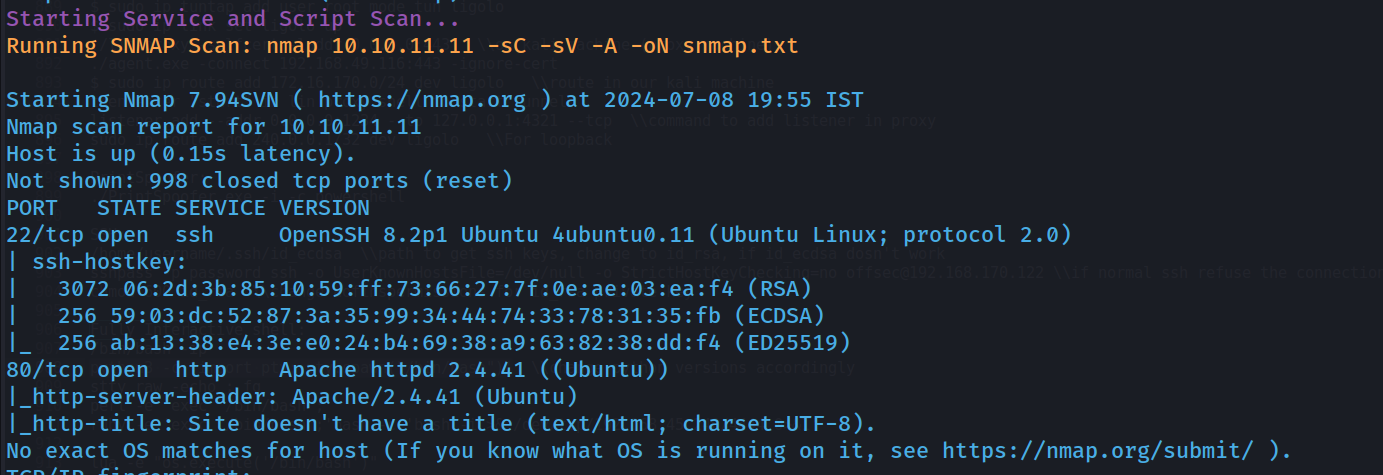 Starting Service and Script Scan...
Running SNMAP Scan: nmap 10.10.11.11 -sC -sV -A -oN snmap.txt
Starting Nmap 7.94SVN ( https://nmap.org ) at 2024-07-08 19:55 IST
Nmap scan report for 10.10.11.11
Host is up (0.15s latency).
Not shown: 998 closed tcp ports (reset)
PORT   STATE SERVICE VERSION
22/tcp open  ssh     OpenSSH 8.2p1 Ubuntu 4ubuntu0.11 (Ubuntu Linux; protocol 2.0)
| ssh-hostkey:
|   3072 06:2d:3b:85:10:59:ff:73:66:27:7f:0e:ae:03:ea:f4 (RSA)
|   256 59:03:dc:52:87:3a:35:99:34:44:74:33:78:31:35:fb (ECDSA)
|_  256 ab:13:38:e4:3e:e0:24:b4:69:38:a9:63:82:38:dd:f4 (ED25519)
80/tcp open  http    Apache httpd 2.4.41 ((Ubuntu))
|_http-server-header: Apache/2.4.41 (Ubuntu)
|_http-title: Site doesn't have a title (text/html; charset=UTF-8).
No exact OS matches for host (If you know what OS is running on it, see https://nmap.org/submit/ ).
TCP/IP fingerprint: